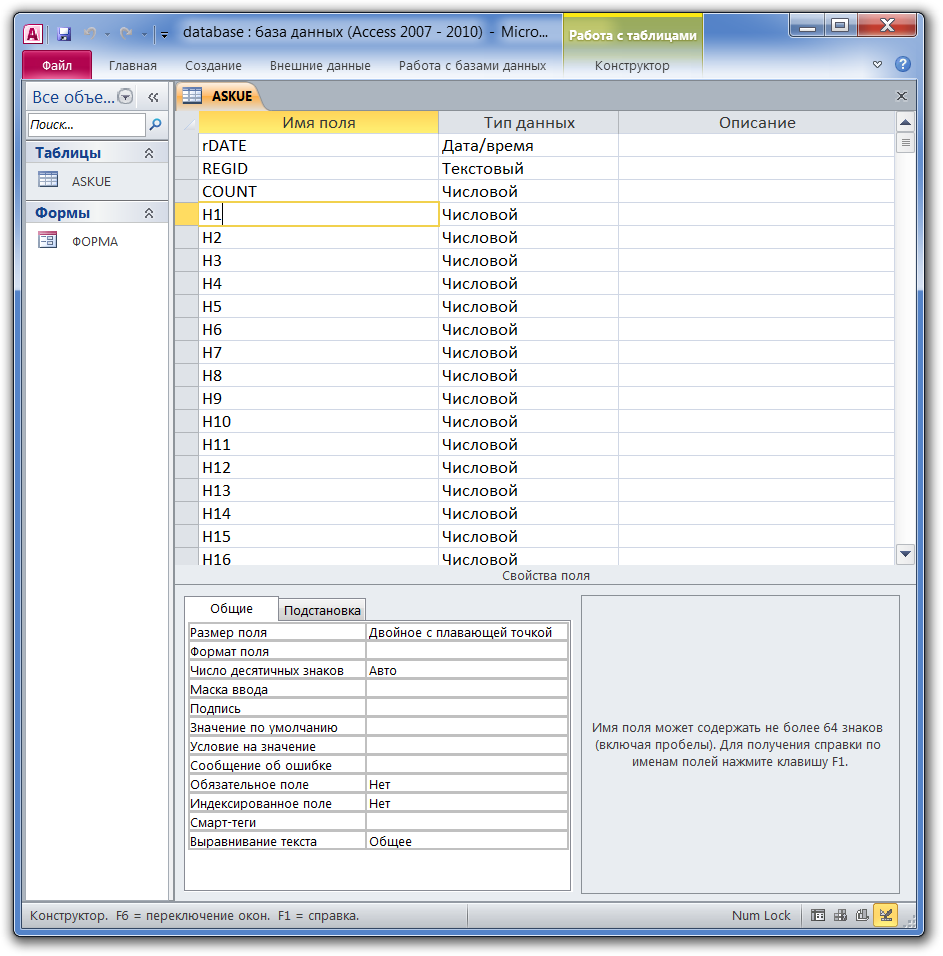 database : база данных (Access 2007 - 2010) - Micro...
Работа с таблицами
Файл Главная Создание Внешние данные Работа с базами данных Конструктор
Все объе...
ASKUE
Поиск...
Таблицы
ASKUE
Формы
ФОРМА
Имя поля Тип данных Описание
rDATE Дата/время
REGID Текстовый
COUNT Числовой
H1 Числовой
H2 Числовой
H3 Числовой
H4 Числовой
H5 Числовой
H6 Числовой
H7 Числовой
H8 Числовой
H9 Числовой
H10 Числовой
H11 Числовой
H12 Числовой
H13 Числовой
H14 Числовой
H15 Числовой
H16 Числовой
Свойства поля
Общие Подстановка
Размер поля Двойное с плавающей точкой
Формат поля
Число десятичных знаков Авто
Маска ввода
Подпись
Значение по умолчанию
Условие на значение
Сообщение об ошибке
Обязательное поле Нет
Индексированное поле Нет
Смарт-теги
Выравнивание текста Общее
Имя поля может содержать не более 64 знаков
(включая пробелы). Для получения справки по
именам полей нажмите клавишу F1.
Конструктор. F6 = переключение окон. F1 = справка.
Num Lock